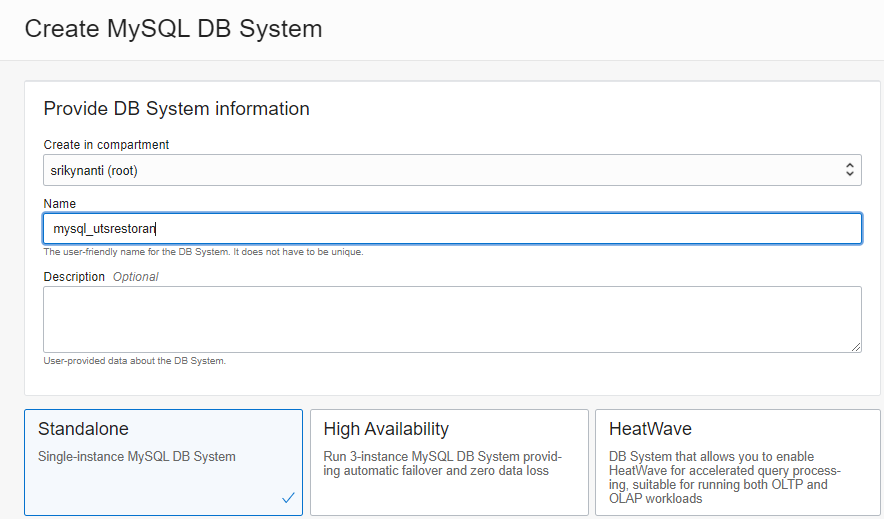 Create MySQL DB System
Provide DB System information
Create in compartment
srikynanti (root)
Name
mysql_utsrestoran
The user-friendly name for the DB System. It does not have to be unique.
Description Optional
User-provided data about the DB System.
Standalone
Single-instance MySQL DB System
High Availability
Run 3-instance MySQL DB System provid-
ing automatic failover and zero data loss
HeatWave
DB System that allows you to enable
HeatWave for accelerated query process-
ing, suitable for running both OLTP and
OLAP workloads